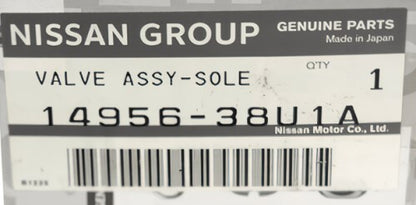 NISSAN GROUP
GENUINE PARTS
Made in Japan
VALVE ASSY-SOLE
QTY
1
14956-38U1A
Nissan Motor Co., Ltd.